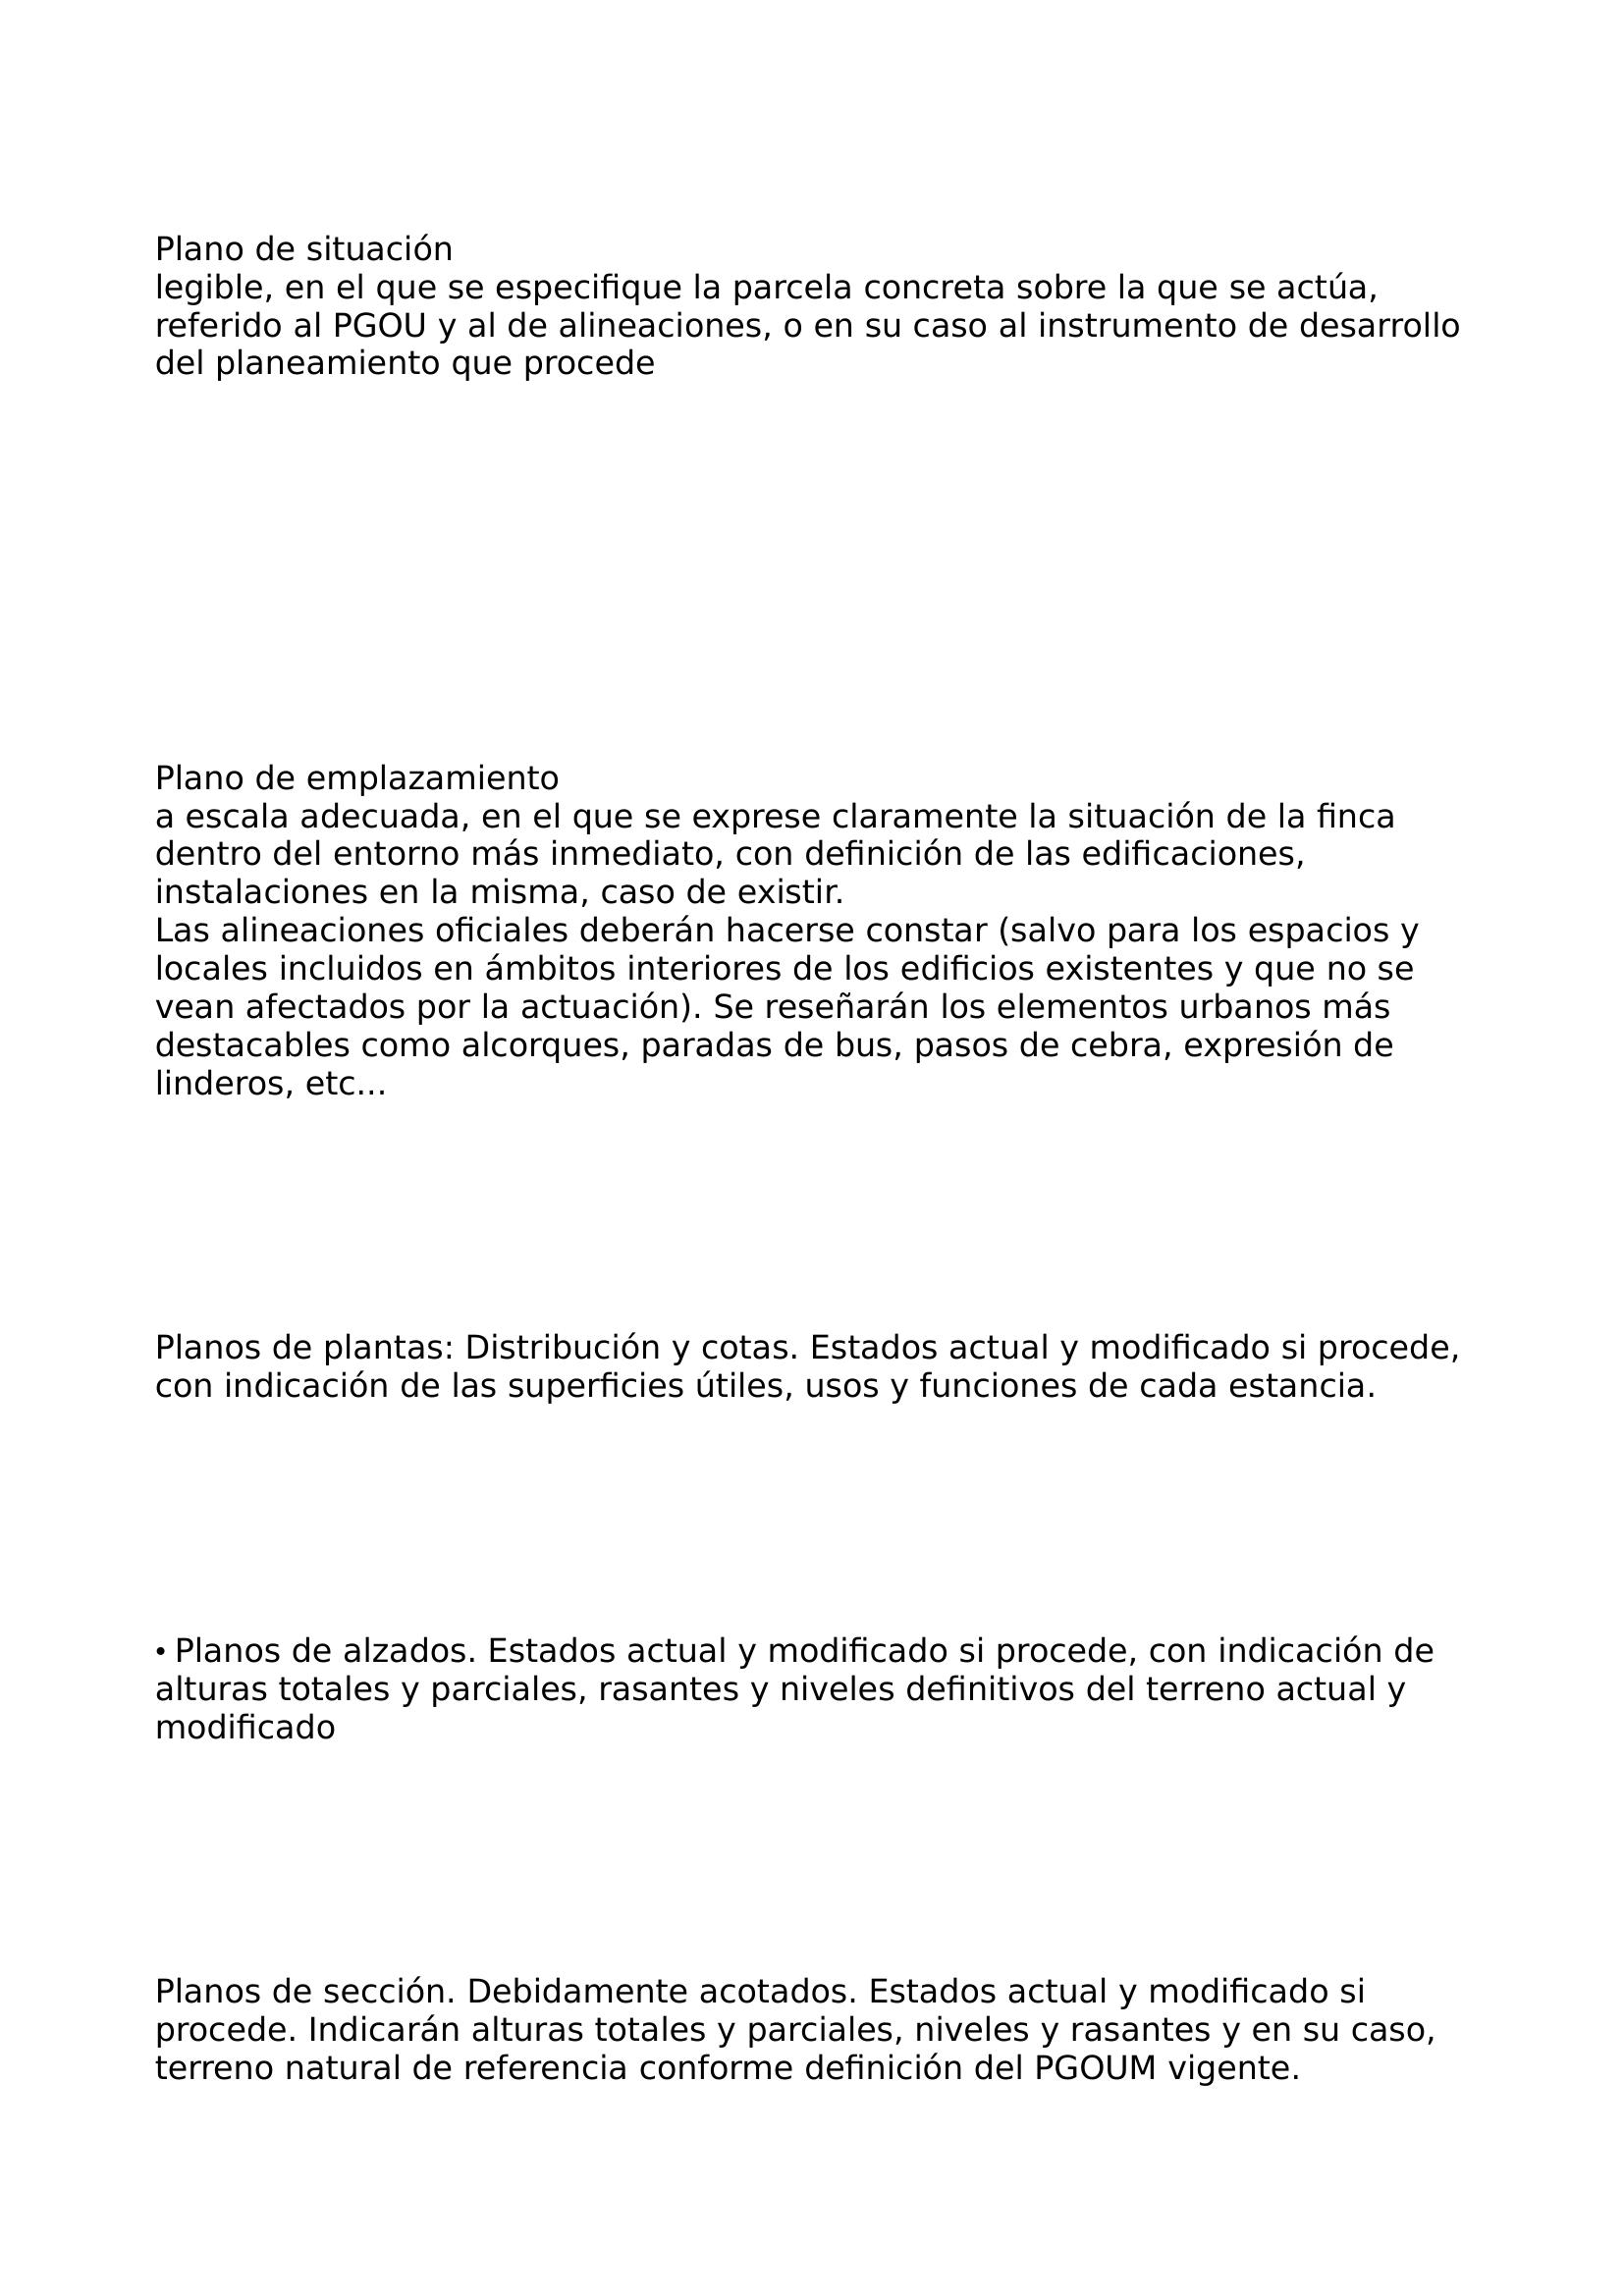 Plano de situación
legible, en el que se especifique la parcela concreta sobre la que se actúa,
referido al PGOU y al de alineaciones, o en su caso al instrumento de desarrollo
del planeamiento que procede
Plano de emplazamiento
a escala adecuada, en el que se exprese claramente la situación de la finca
dentro del entorno más inmediato, con definición de las edificaciones,
instalaciones en la misma, caso de existir.
Las alineaciones oficiales deberán hacerse constar (salvo para los espacios y
locales incluidos en ámbitos interiores de los edificios existentes y que no se
vean afectados por la actuación). Se reseñarán los elementos urbanos más
destacables como alcorques, paradas de bus, pasos de cebra, expresión de
linderos, etc...
Planos de plantas: Distribución y cotas. Estados actual y modificado si procede,
con indicación de las superficies útiles, usos y funciones de cada estancia.
• Planos de alzados. Estados actual y modificado si procede, con indicación de
alturas totales y parciales, rasantes y niveles definitivos del terreno actual y
modificado
Planos de sección. Debidamente acotados. Estados actual y modificado si
procede. Indicarán alturas totales y parciales, niveles y rasantes y en su caso,
terreno natural de referencia conforme definición del PGOUM vigente.